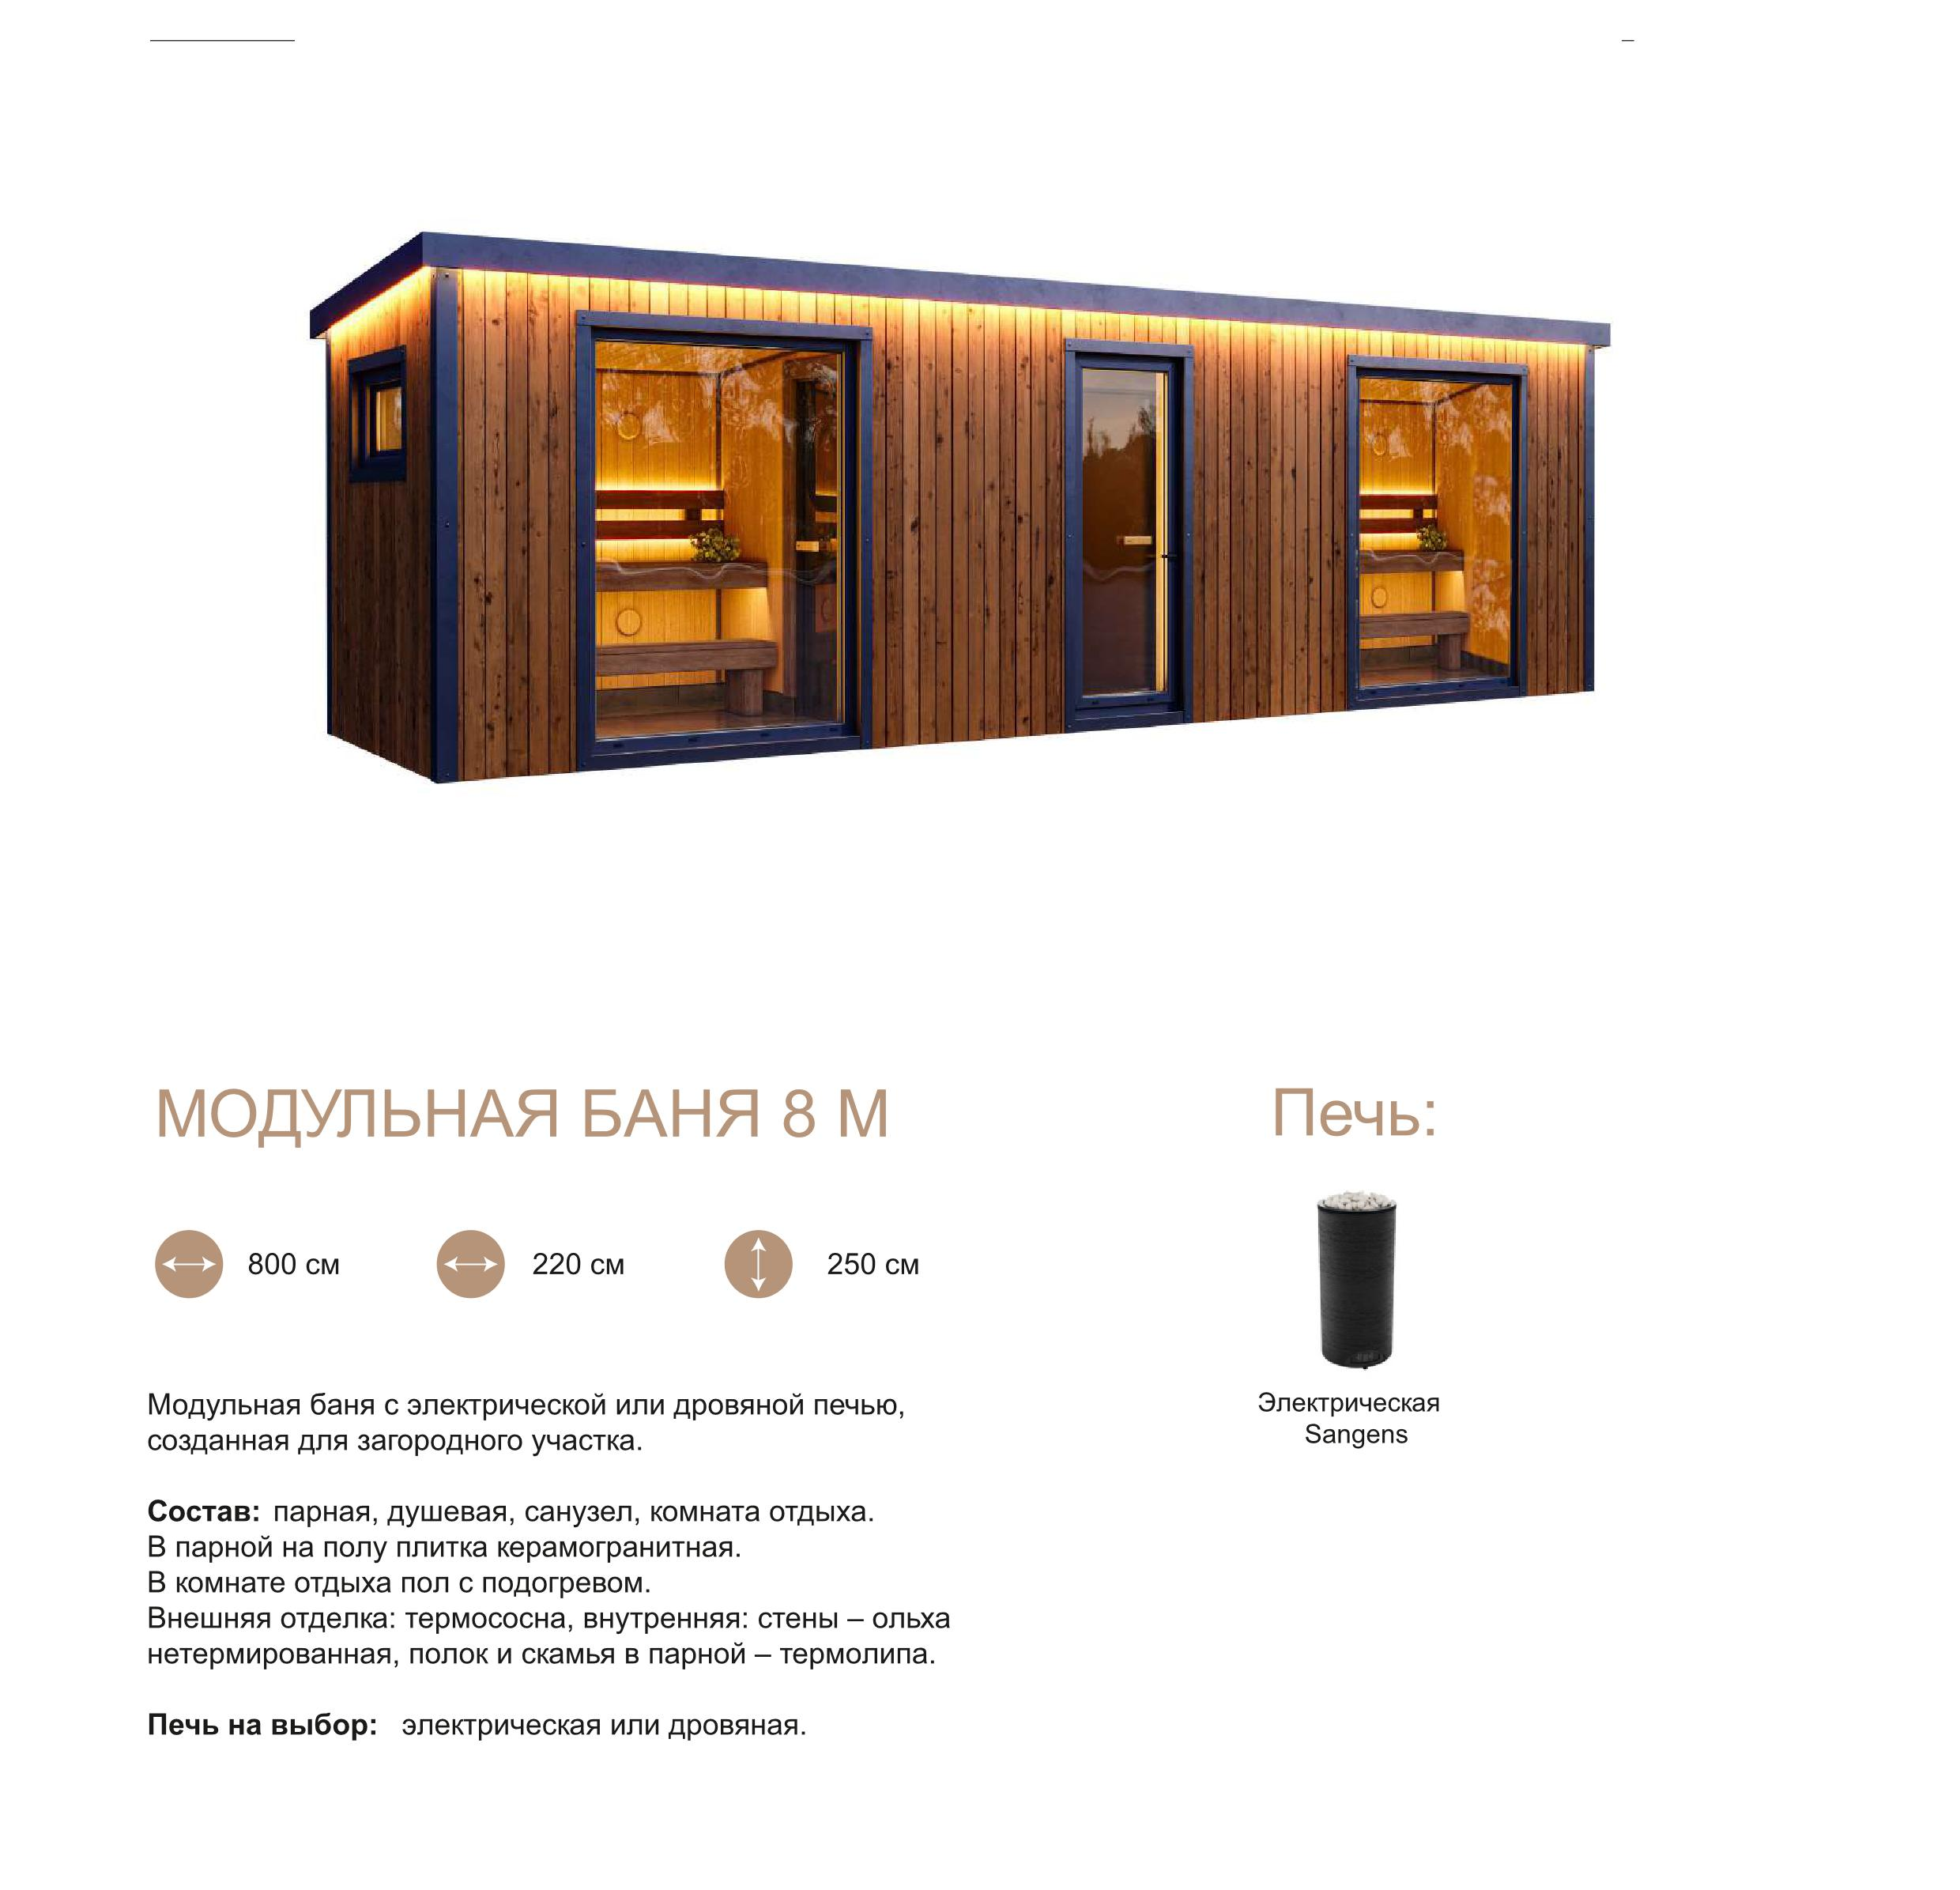 МОДУЛЬНАЯ БАНЯ 8 М
Печь:
800 см
220 см
250 см
Модульная баня с электрической или дровяной печью,
созданная для загородного участка.
Состав: парная, душевая, санузел, комната отдыха.
В парной на полу плитка керамогранитная.
В комнате отдыха пол с подогревом.
Внешняя отделка: термососна, внутренняя: стены – ольха
нетермированная, полок и скамья в парной – термолипа.
Печь на выбор: электрическая или дровяная.
Электрическая
Sangens